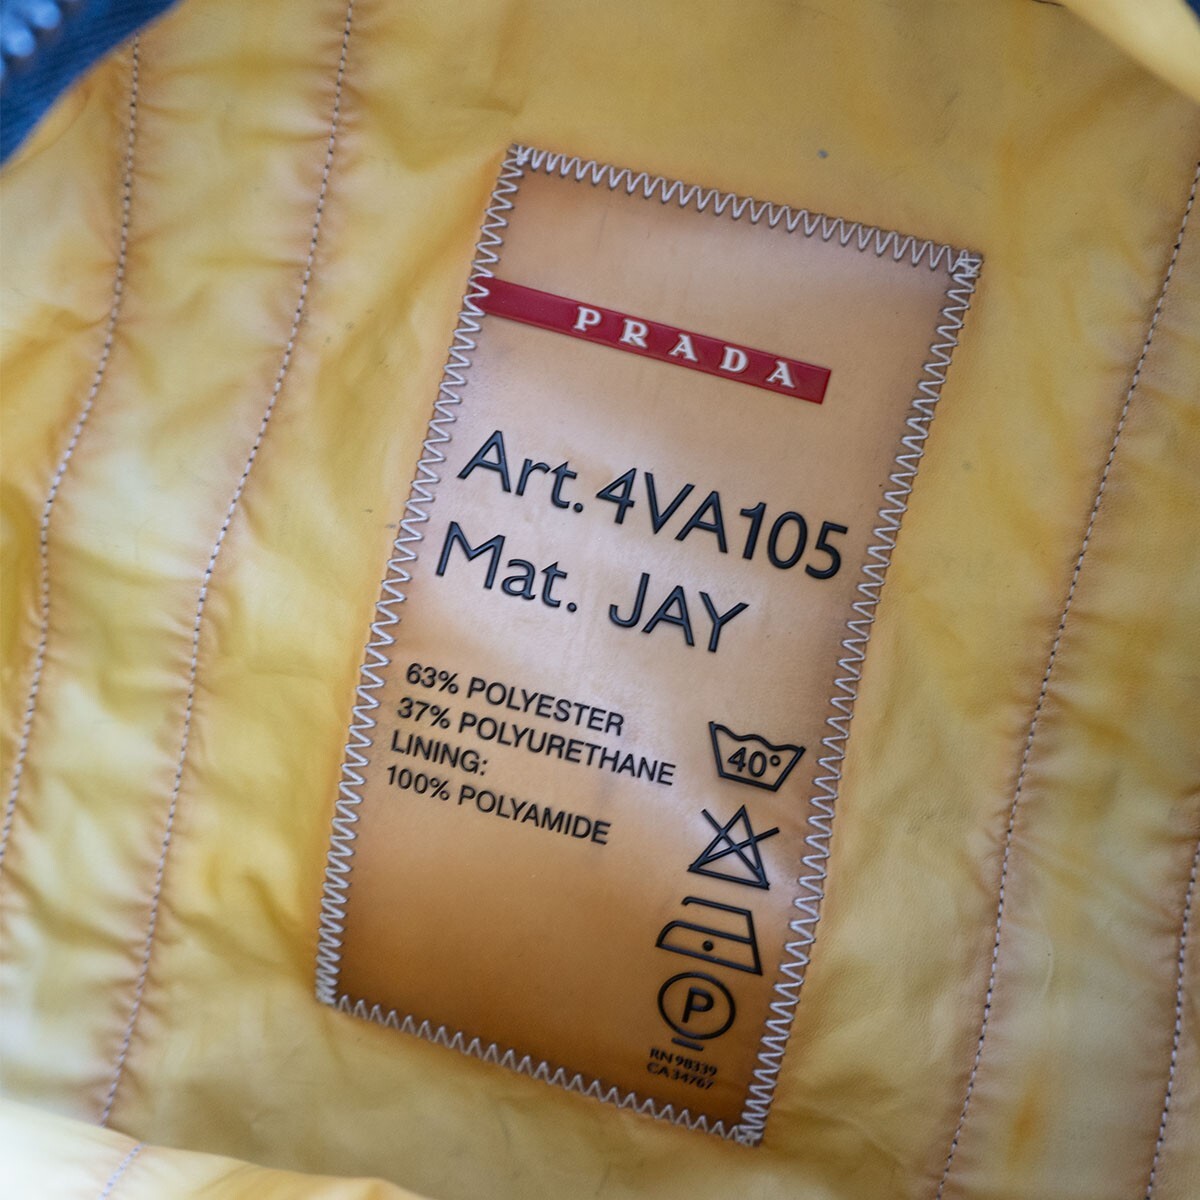 PRADA
Art. 4VA105
Mat. JAY
63% POLYESTER
37% POLYURETHANE
LINING:
100% POLYAMIDE
40°
P
RN 98339
CA 34767